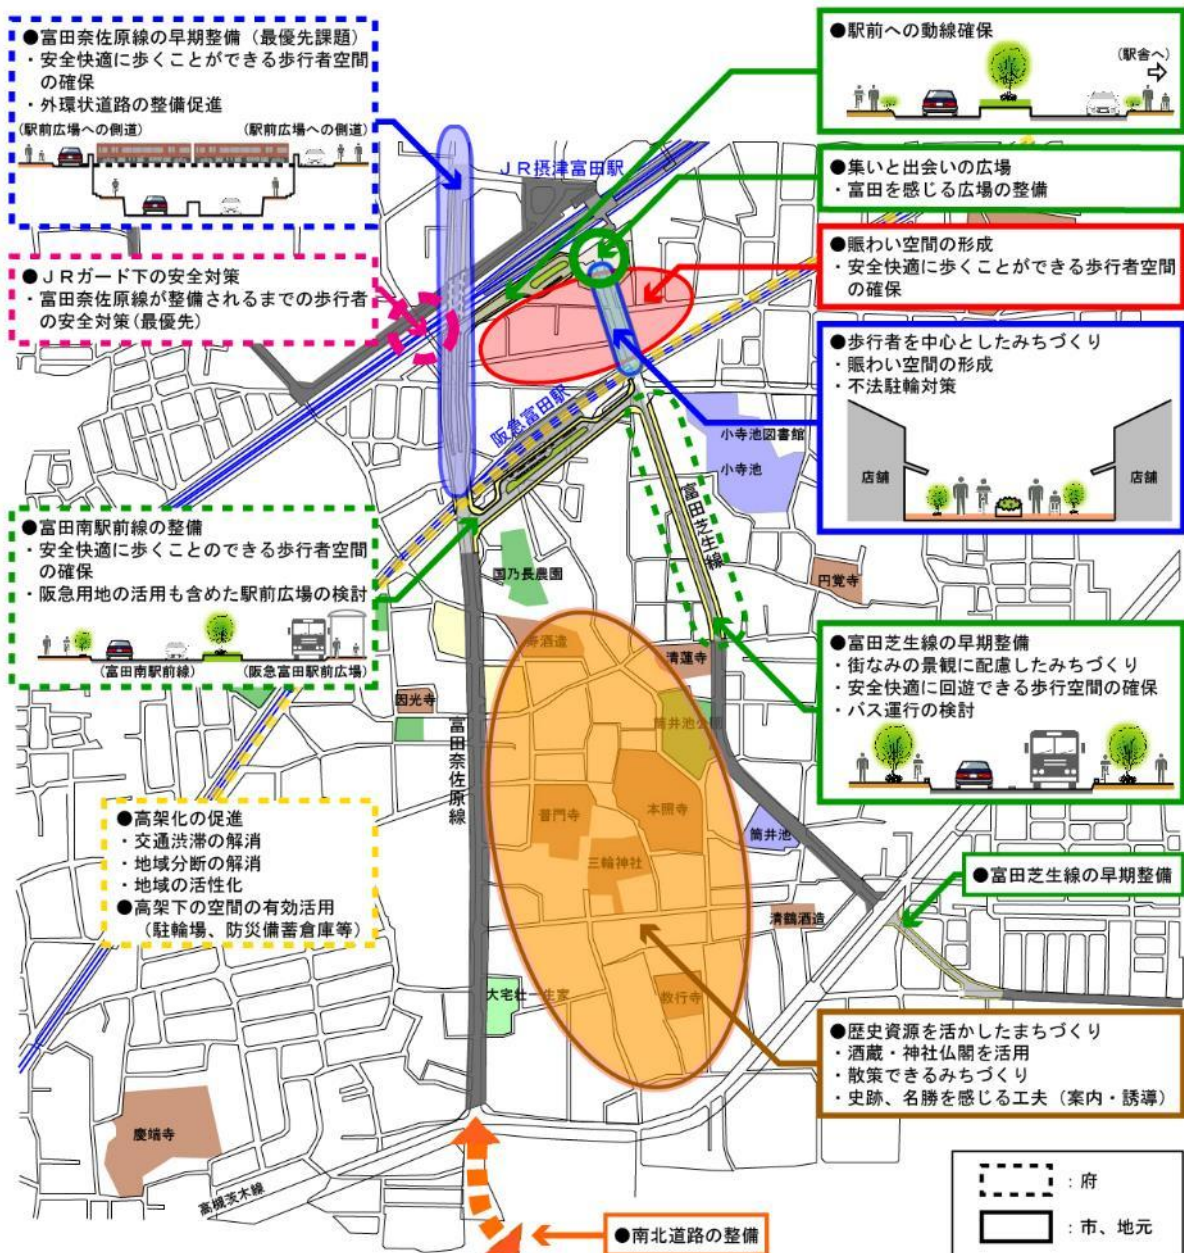 ●富田奈佐原線の早期整備（最優先課題）
・安全快適に歩くことができる歩行者空間
の確保
・外環状道路の整備促進
(駅前広場への側道)
(駅前広場への側道)
●駅前への動線確保
(駅舎へ)
●集いと出会いの広場
・富田を感じる広場の整備
●賑わい空間の形成
・安全快適に歩くことができる歩行者空間
の確保
●歩行者を中心としたみちづくり
・賑わい空間の形成
・不法駐輪対策
店舗
店舗
●ＪＲガード下の安全対策
・富田奈佐原線が整備されるまでの歩行者
の安全対策(最優先)
ＪＲ摂津富田駅
阪急富田駅
小寺池図書館
小寺池
富田芝生線
●富田南駅前線の整備
・安全快適に歩くことのできる歩行者空間
の確保
・阪急用地の活用も含めた駅前広場の検討
(富田南駅前線)
(阪急富田駅前広場)
国乃長農園
円覚寺
寿酒造
清蓮寺
因光寺
筒井池公園
富田奈佐原線
普門寺
本照寺
三輪神社
筒井池
清鶴酒造
大宅壮一生家
教行寺
慶瑞寺
高槻茨木線
●富田芝生線の早期整備
・街なみの景観に配慮したみちづくり
・安全快適に回遊できる歩行空間の確保
・バス運行の検討
●高架化の促進
・交通渋滞の解消
・地域分断の解消
・地域の活性化
●高架下の空間の有効活用
（駐輪場、防災備蓄倉庫等）
●富田芝生線の早期整備
●歴史資源を活かしたまちづくり
・酒蔵・神社仏閣を活用
・散策できるみちづくり
・史跡、名勝を感じる工夫（案内・誘導）
●南北道路の整備
：府
：市、地元